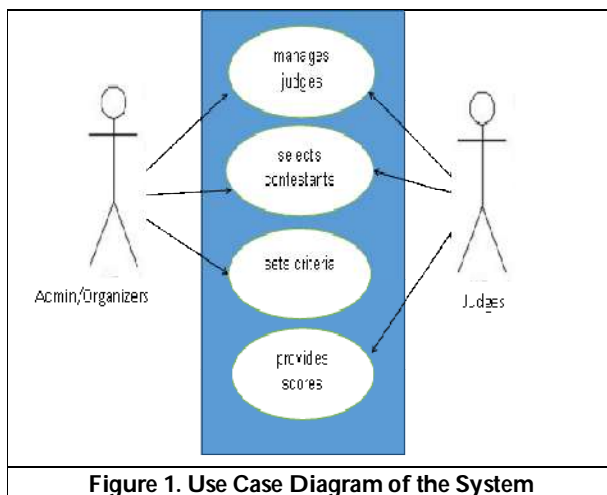 manages
judges
selects
contestants
sets criteria
provides
scores
Admin/Organizers
Judges
Figure 1. Use Case Diagram of the System